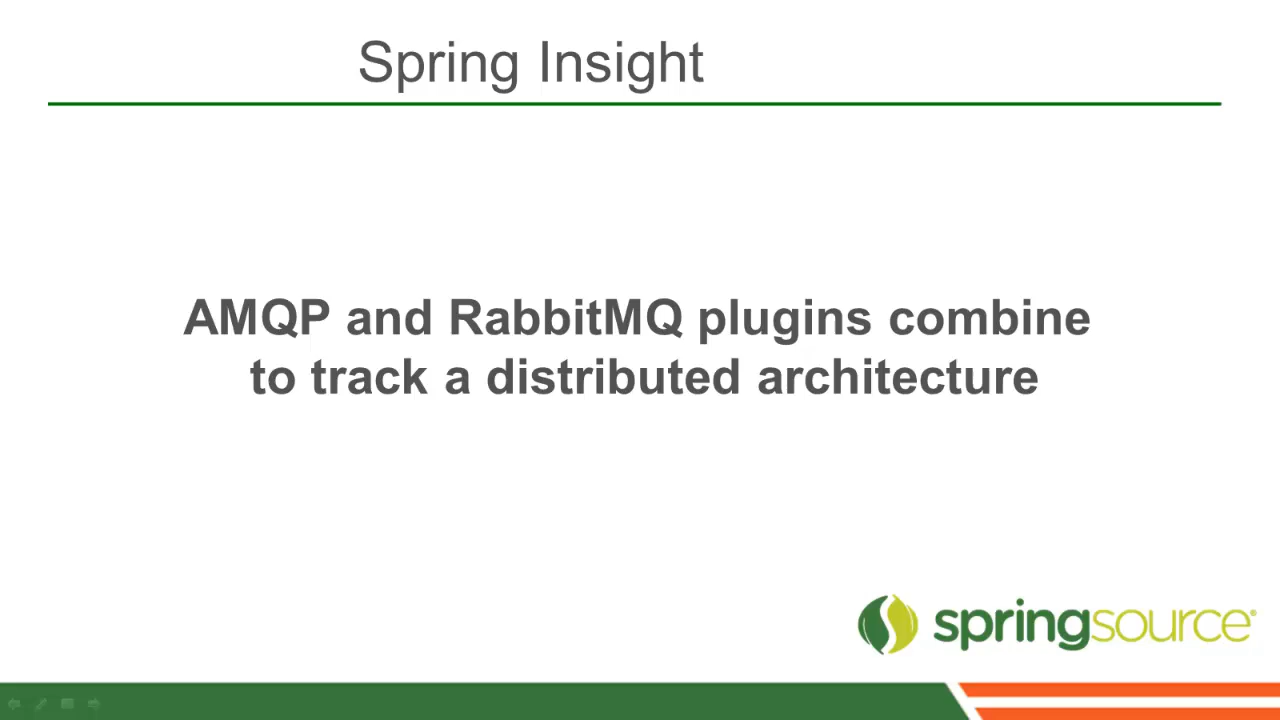 Spring Insight
AMQP and RabbitMQ plugins combine
to track a distributed architecture
springsource®